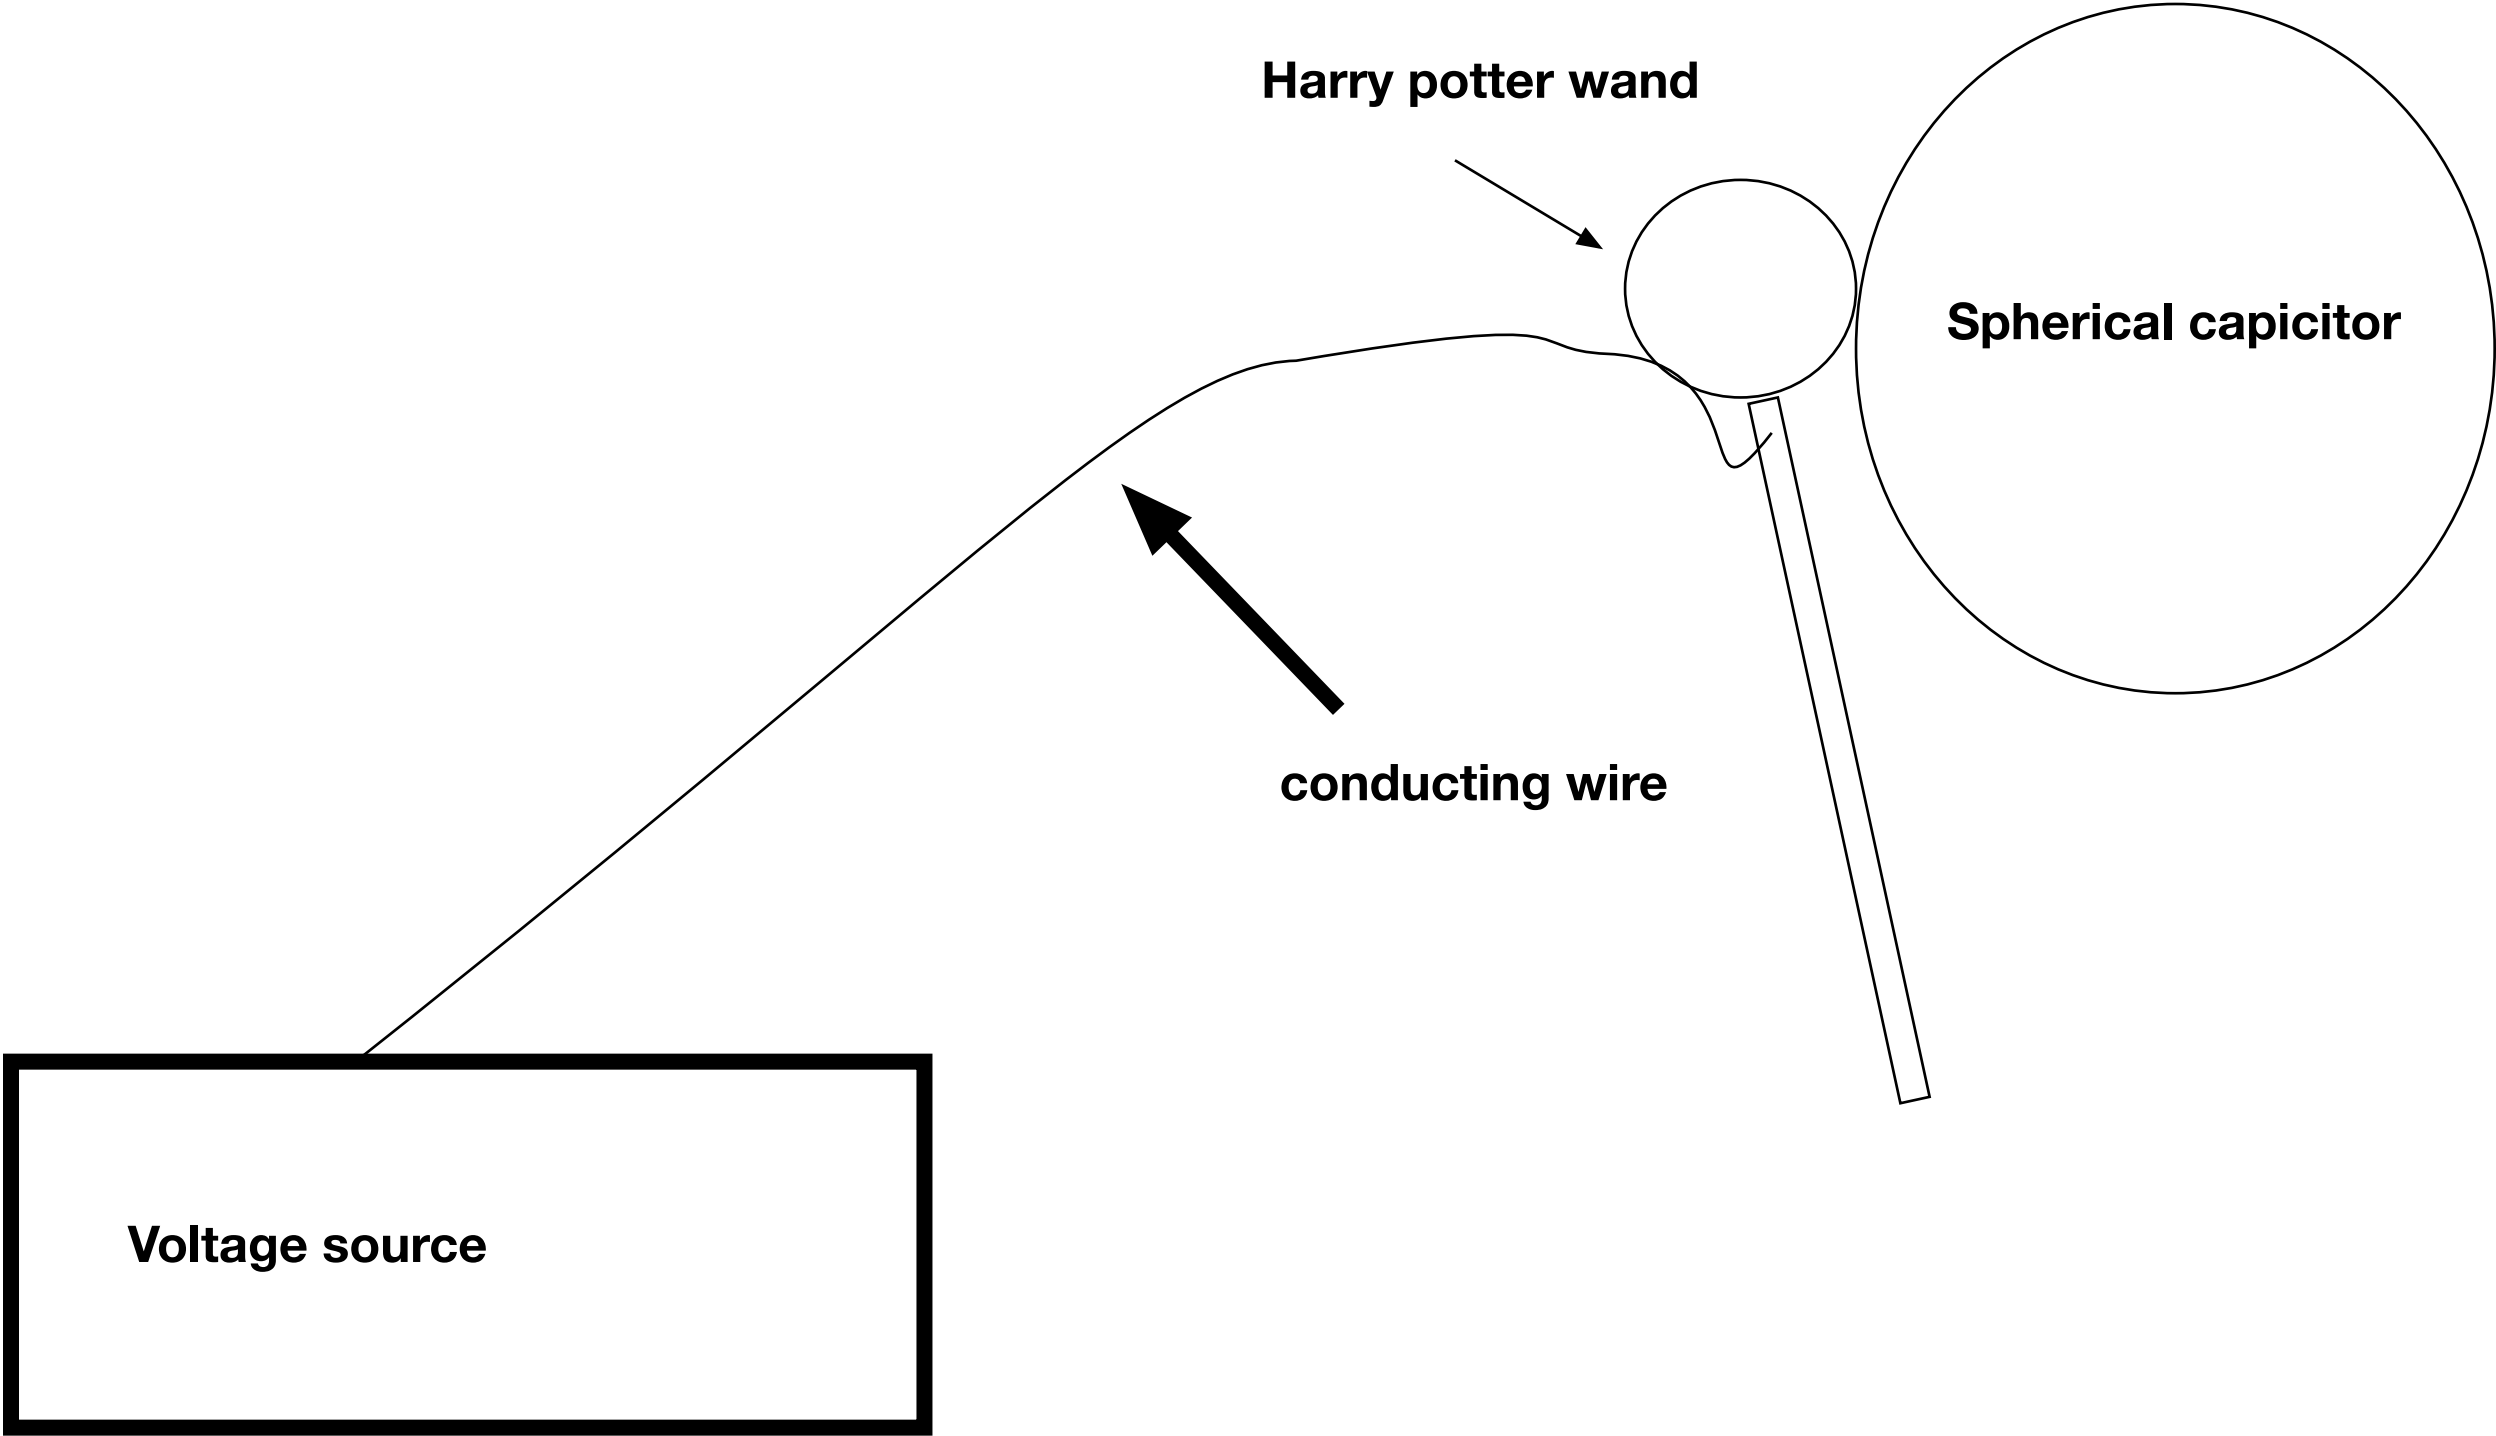 Harry potter wand
Spherical capicitor
conducting wire
Voltage source